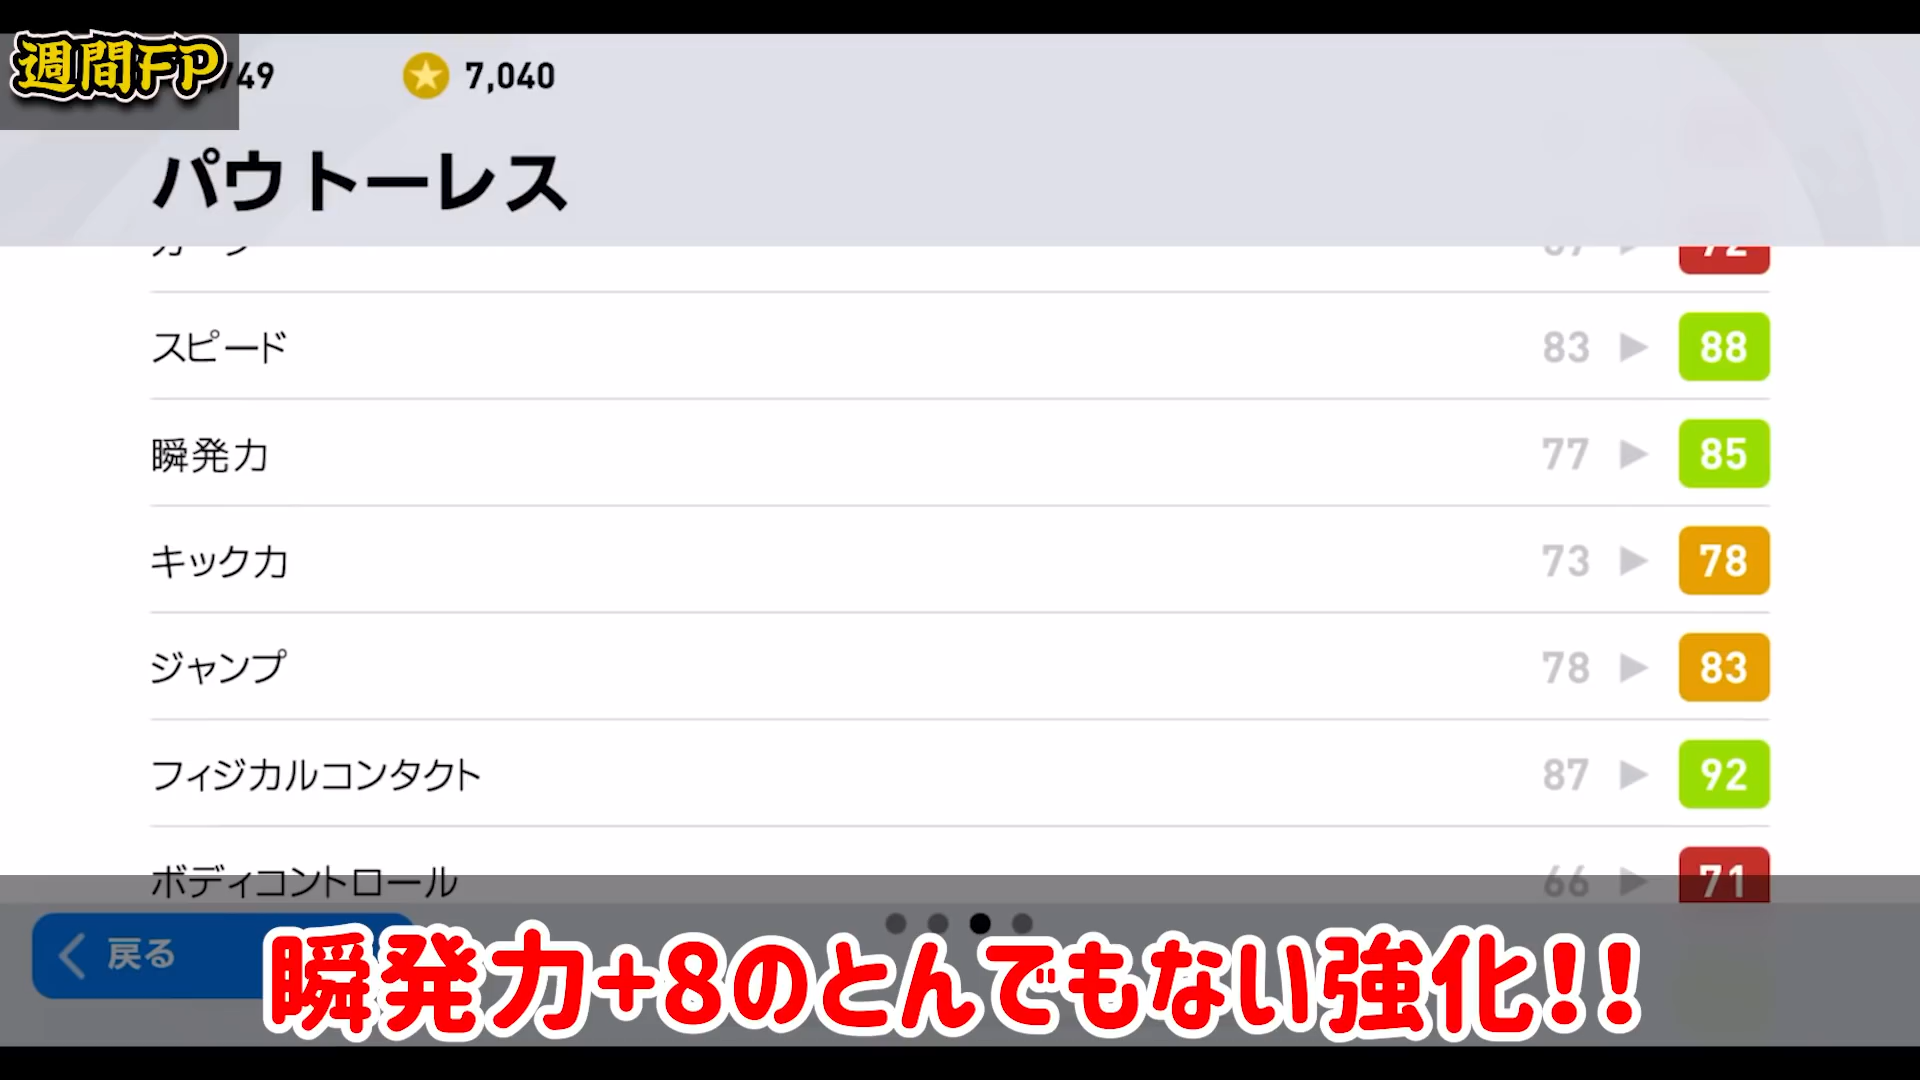 週間FP
749
7,040
パウ トーレス
72
スピード 83 ▶ 88
瞬発力 77 ▶ 85
キック力 73 ▶ 78
ジャンプ 78 ▶ 83
フィジカルコンタクト 87 ▶ 92
ボディコントロール 66 ▶ 71
戻る
瞬発力+8のとんでもない強化!!